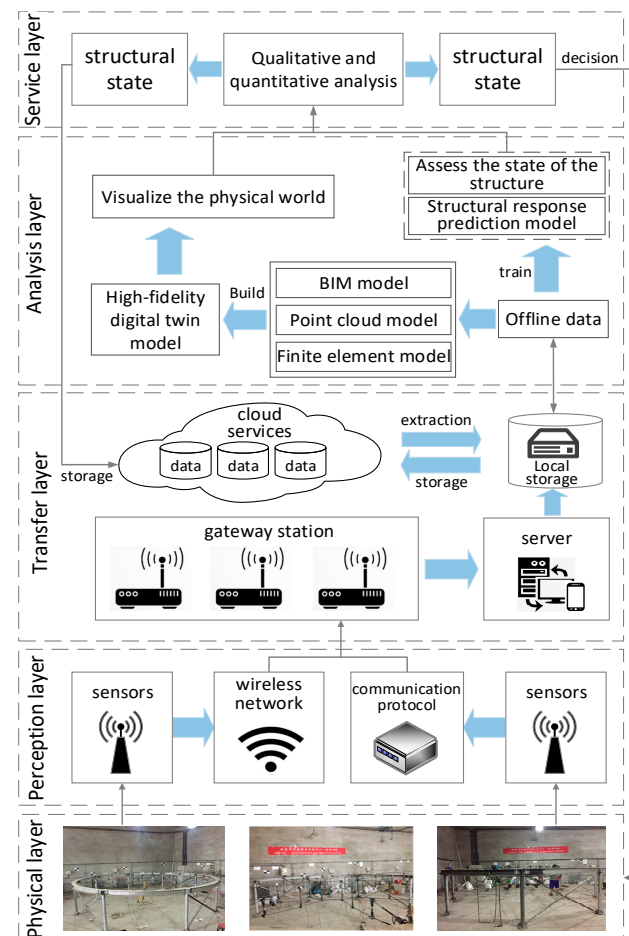 Service layer
structural
state
Qualitative and
quantitative analysis
structural
state
decision
Analysis layer
Visualize the physical world
Assess the state of the
structure
Structural response
prediction model
train
High-fidelity
digital twin
model
Build
BIM model
Point cloud model
Finite element model
Offline data
Transfer layer
cloud
services
data
data
data
extraction
storage
Local
storage
storage
gateway station
server
Perception layer
sensors
wireless
network
communication
protocol
sensors
Physical layer